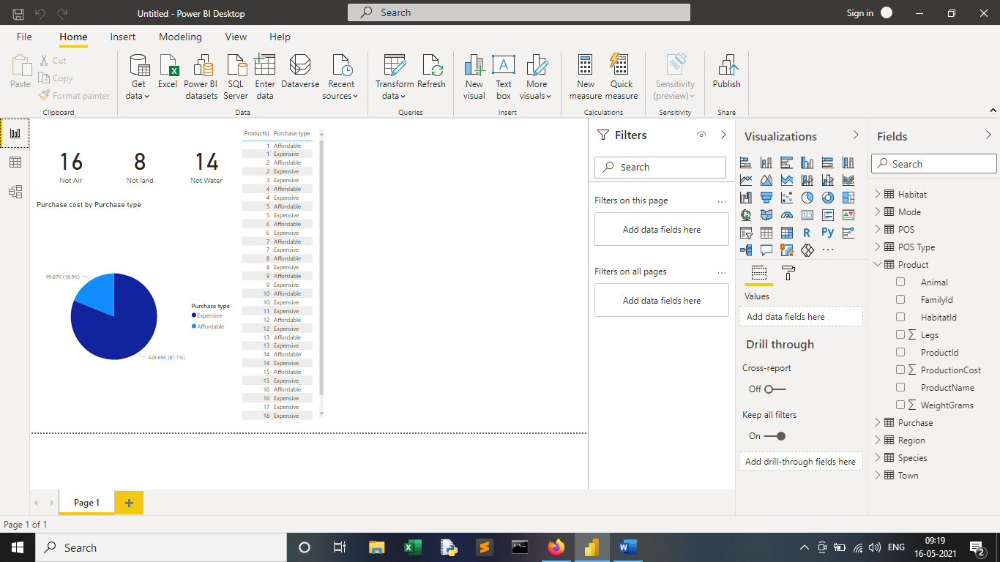 Untitled - Power BI Desktop
Search
Sign in
File Home Insert Modeling View Help
Paste
Cut
Copy
Format painter
Clipboard
Get data
Excel
Power BI datasets
SQL Server
Enter data
Dataverse
Recent sources
Data
Transform data
Refresh
Queries
New visual
Text box
More visuals
Insert
New measure
Quick measure
Calculations
Sensitivity (preview)
Sensitivity
Publish
Share
16
Not Air
8
Not land
14
Not Water
Purchase cost by Purchase type
99.87K (18.9%)
428.69K (81.1%)
Purchase type
Expensive
Affordable
ProductId Purchase type
1 Affordable
1 Expensive
2 Affordable
2 Expensive
3 Expensive
4 Affordable
4 Expensive
5 Affordable
5 Expensive
6 Affordable
6 Expensive
7 Affordable
7 Expensive
8 Affordable
8 Expensive
9 Affordable
9 Expensive
10 Affordable
10 Expensive
11 Expensive
12 Affordable
12 Expensive
13 Affordable
13 Expensive
14 Affordable
14 Expensive
15 Affordable
15 Expensive
16 Affordable
16 Expensive
17 Expensive
18 Expensive
Filters
Search
Filters on this page
Add data fields here
Filters on all pages
Add data fields here
Visualizations
123
R
Py
Values
Add data fields here
Drill through
Cross-report
Off
Keep all filters
On
Add drill-through fields here
Fields
Search
Habitat
Mode
POS
POS Type
Product
Animal
FamilyId
HabitatId
Legs
ProductId
ProductionCost
ProductName
WeightGrams
Purchase
Region
Species
Town
Page 1
Page 1 of 1
Search
ENG
09:19
16-05-2021
2